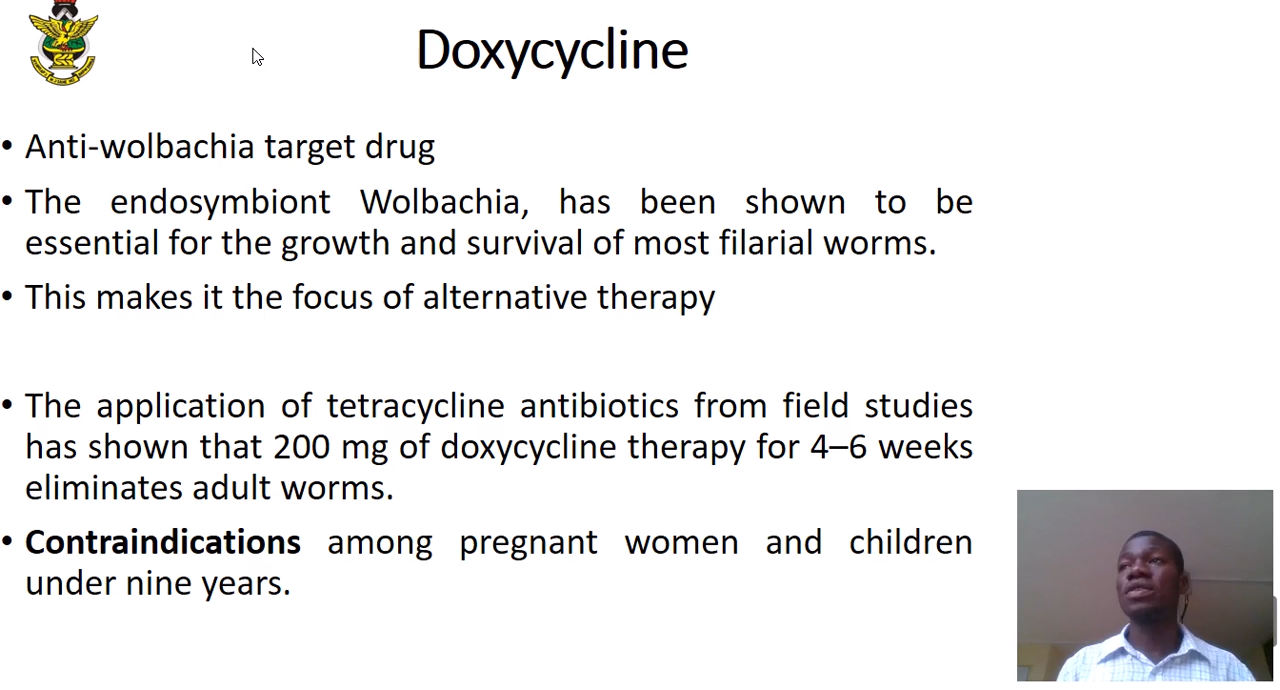 Doxycycline
• Anti-wolbachia target drug
• The endosymbiont Wolbachia, has been shown to be
essential for the growth and survival of most filarial worms.
• This makes it the focus of alternative therapy
• The application of tetracycline antibiotics from field studies
has shown that 200 mg of doxycycline therapy for 4–6 weeks
eliminates adult worms.
• Contraindications among pregnant women and children
under nine years.